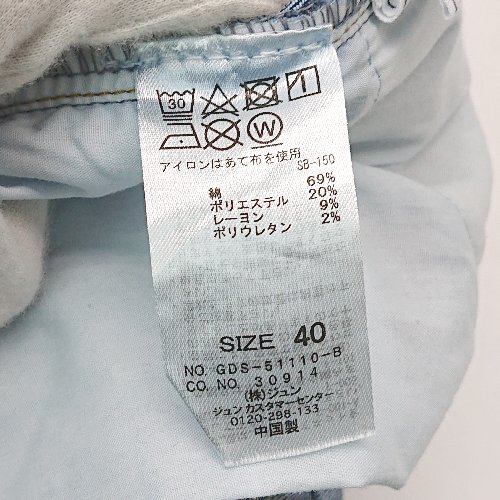 30
W
アイロンはあて布を使用
SB-150
綿 69%
ポリエステル 20%
レーヨン 9%
ポリウレタン 2%
SIZE 40
NO GDS-51110-B
CO. NO. 30914
(株)ジュン
ジュン カスタマーセンター
0120-298-133
中国製